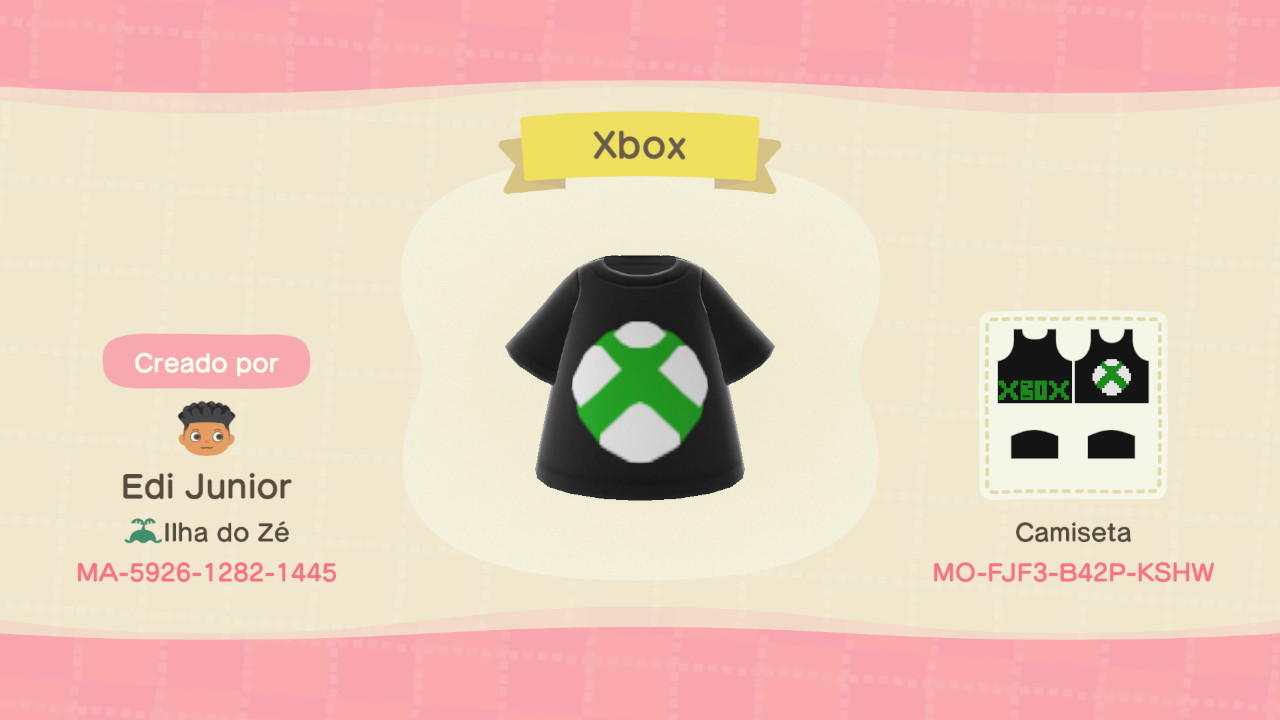 Xbox
Creado por
Edi Junior
Ilha do Zé
MA-5926-1282-1445
XBOX
Camiseta
MO-FJF3-B42P-KSHW